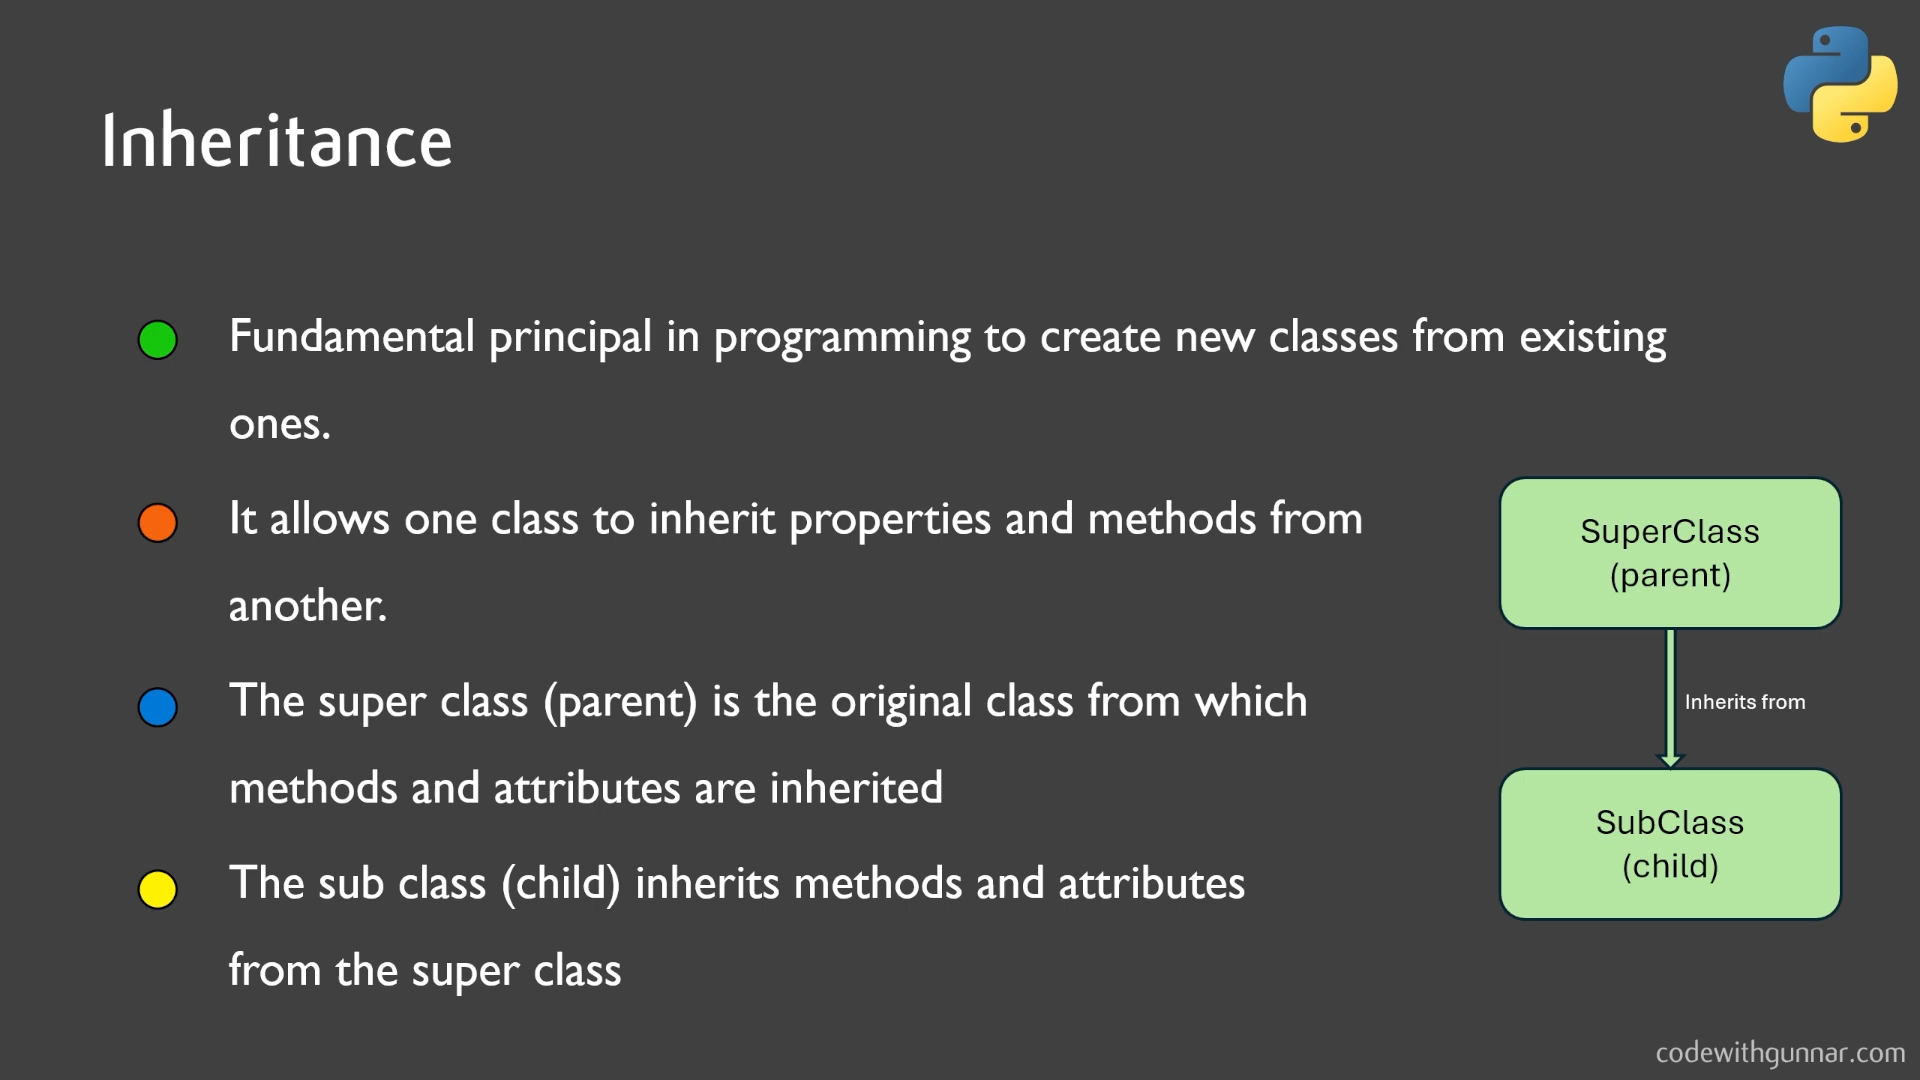 Inheritance
Fundamental principal in programming to create new classes from existing
ones.
It allows one class to inherit properties and methods from
another.
The super class (parent) is the original class from which
methods and attributes are inherited
The sub class (child) inherits methods and attributes
from the super class
SuperClass
(parent)
Inherits from
SubClass
(child)
codewithgunnar.com